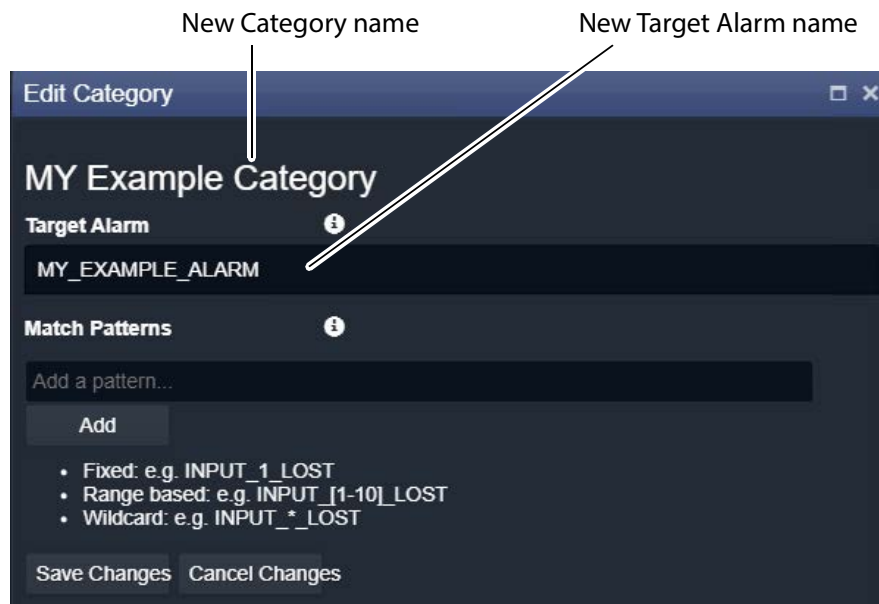 New Category name
New Target Alarm name
Edit Category
MY Example Category
Target Alarm
MY_EXAMPLE_ALARM
Match Patterns
Add a pattern...
Add
• Fixed: e.g. INPUT_1_LOST
• Range based: e.g. INPUT_[1-10]_LOST
• Wildcard: e.g. INPUT_*_LOST
Save Changes Cancel Changes